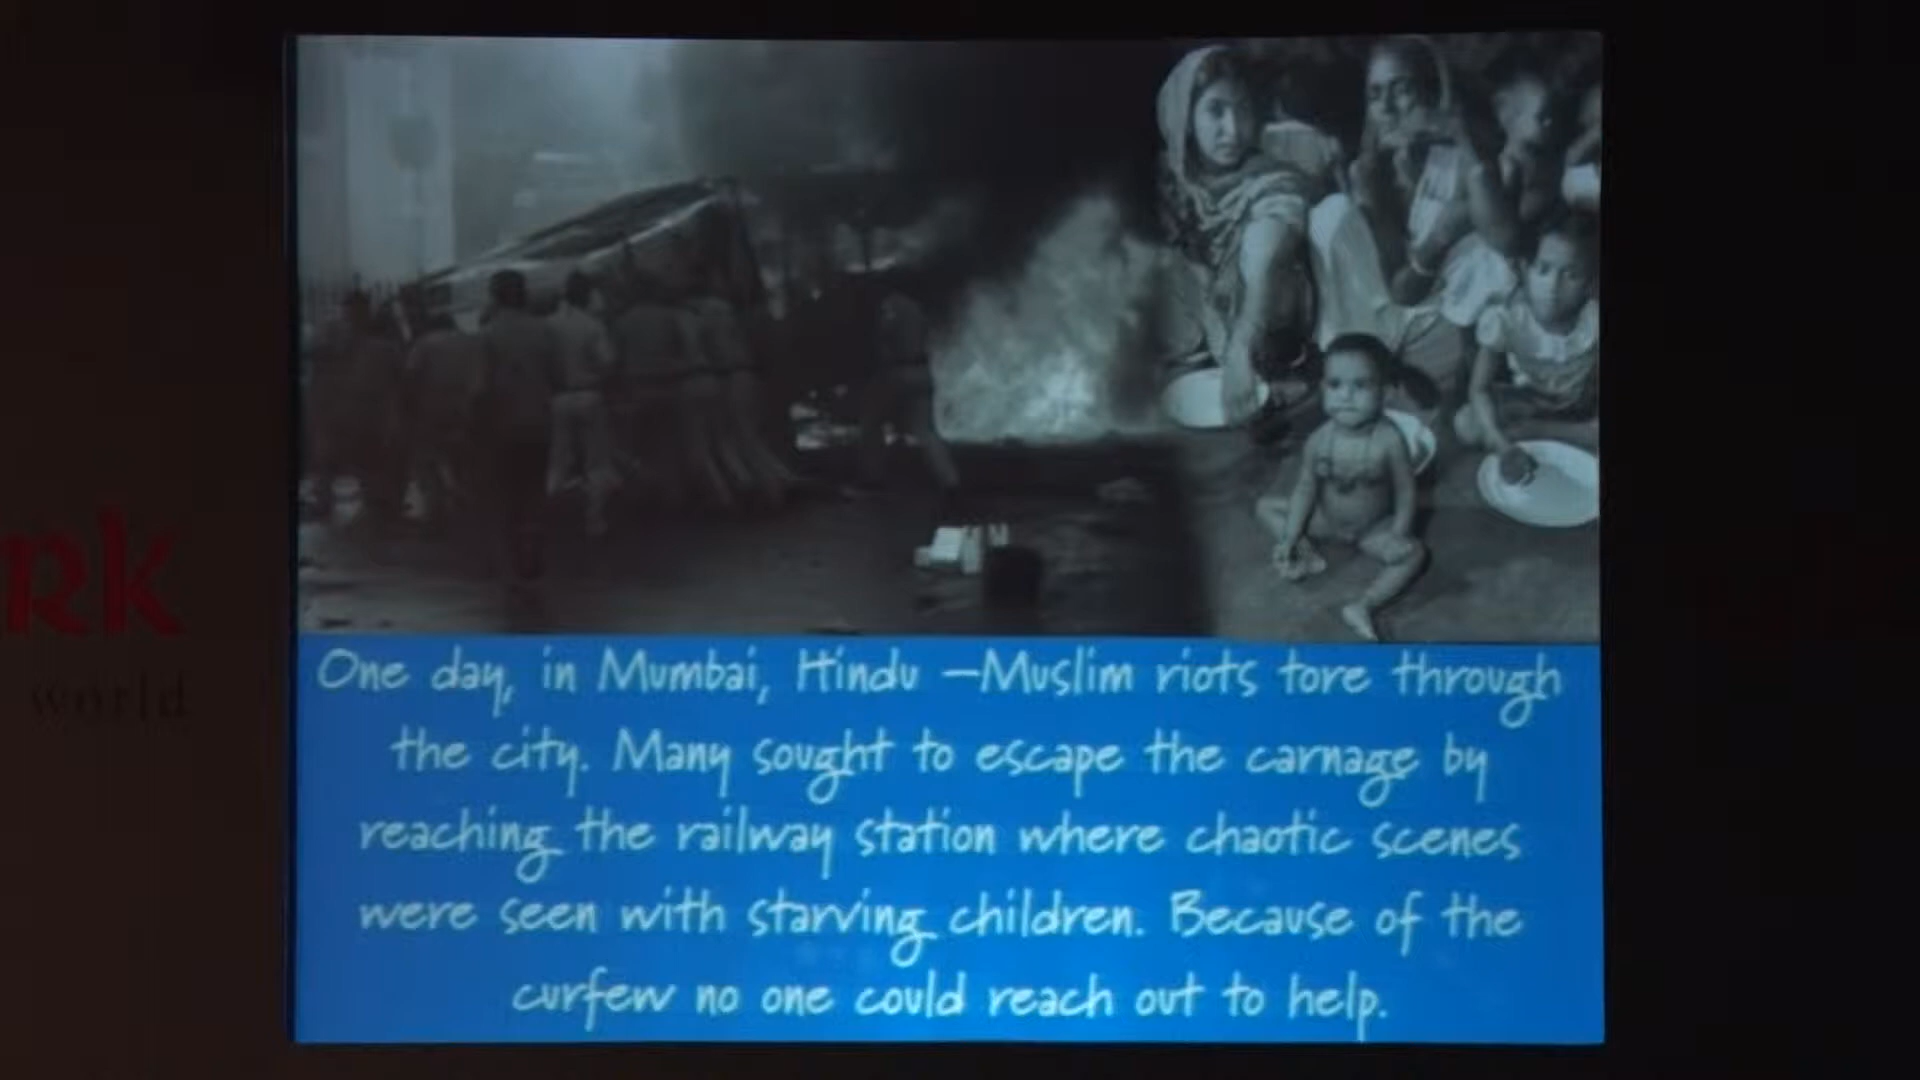 One day, in Mumbai, Hindu –Muslim riots tore through
the city. Many sought to escape the carnage by
reaching the railway station where chaotic scenes
were seen with starving children. Because of the
curfew no one could reach out to help.
rk
world